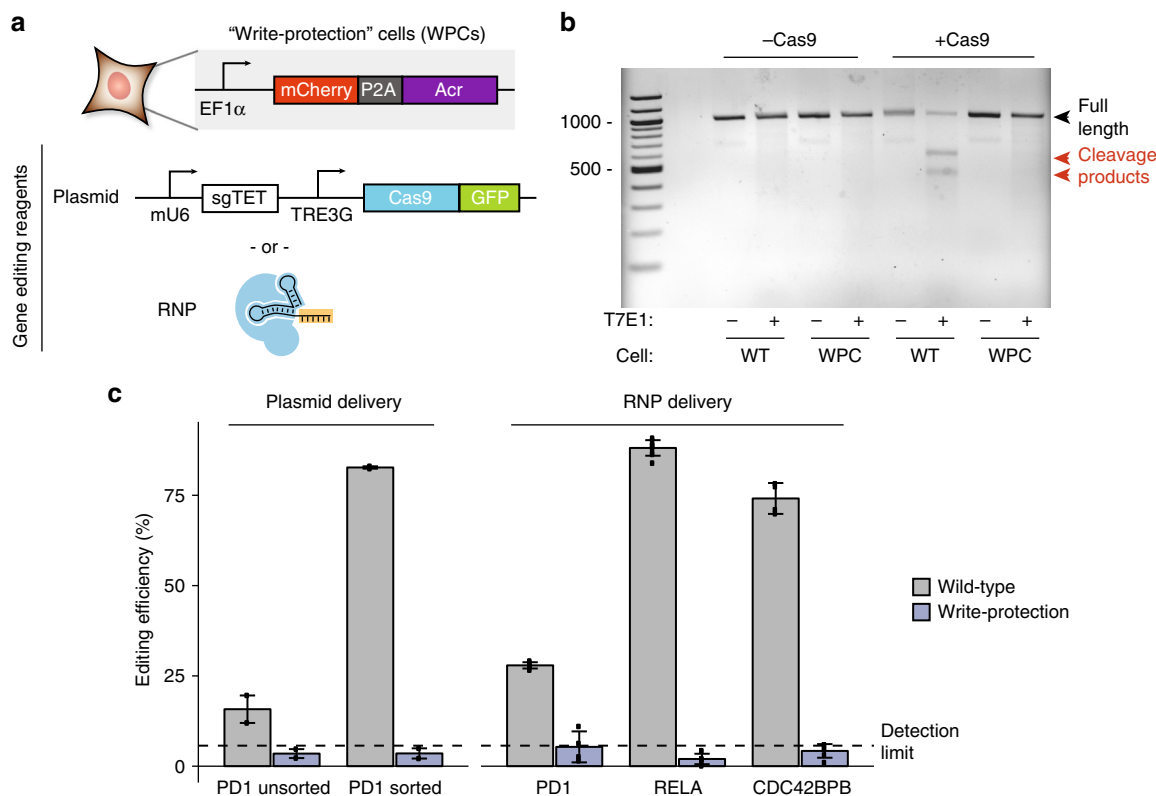 a
"Write-protection" cells (WPCs)
EF1α
mCherry P2A Acr
Gene editing reagents
Plasmid
mU6
sgTET
TRE3G
Cas9 GFP
- or -
RNP
b
–Cas9 +Cas9
1000 -
500 -
Full
length
Cleavage
products
T7E1: – + – + – + – +
Cell: WT WPC WT WPC
c
Plasmid delivery RNP delivery
Editing efficiency (%)
75
50
25
0
Wild-type
Write-protection
Detection
limit
PD1 unsorted PD1 sorted PD1 RELA CDC42BPB